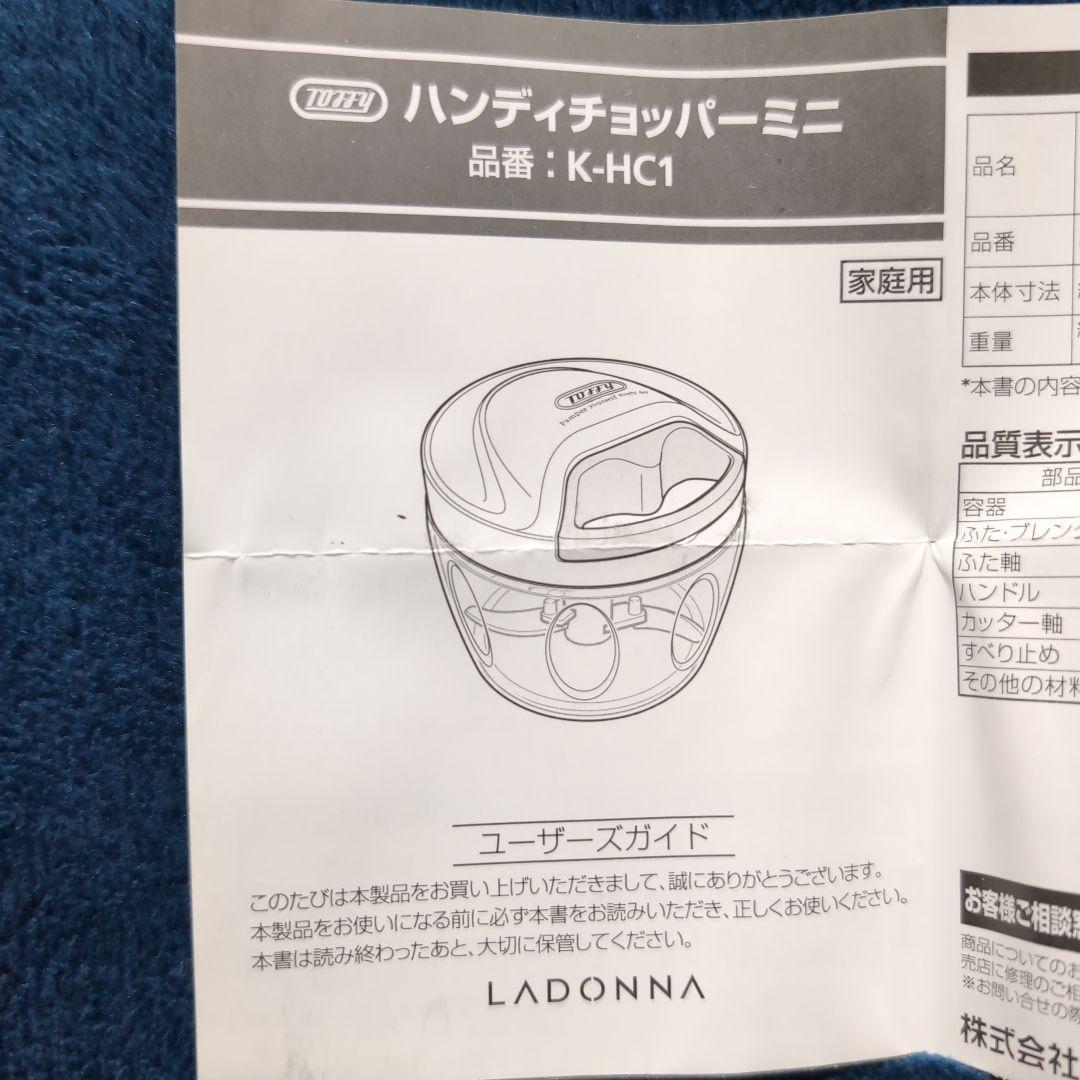 TOFFY ハンディチョッパーミニ
品番：K-HC1
家庭用
TOFFY
Pamper yourself every day
ユーザーズガイド
このたびは本製品をお買い上げいただきまして、誠にありがとうございます。
本製品をお使いになる前に必ず本書をお読みいただき、正しくお使いください。
本書は読み終わったあと、大切に保管してください。
LADONNA
品名
品番
本体寸法
重量
*本書の内容
品質表示
部品
容器
ふた・ブレンダ
ふた軸
ハンドル
カッター軸
すべり止め
その他の材料
お客様ご相談窓
商品についてのお
売店に修理のご相
※お問い合せの際
株式会社